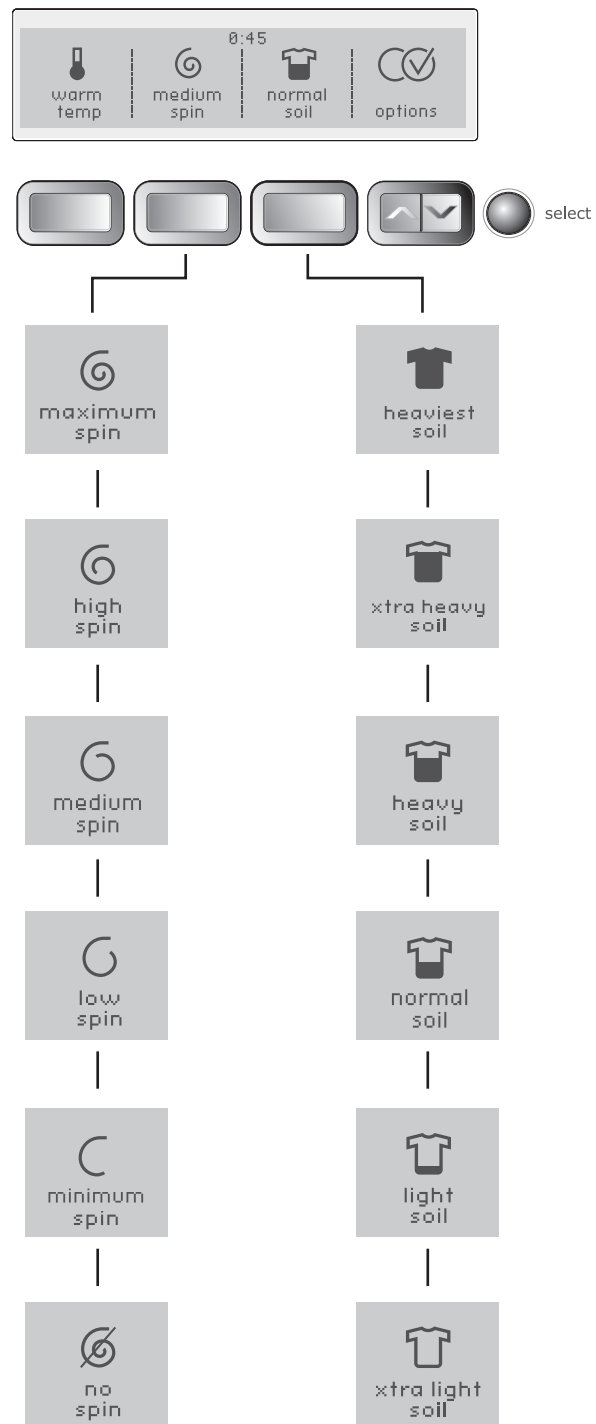 0:45
warm
temp
medium
spin
normal
soil
options
select
maximum
spin
heaviest
soil
high
spin
xtra heavy
soil
medium
spin
heavy
soil
low
spin
normal
soil
minimum
spin
light
soil
no
spin
xtra light
soil